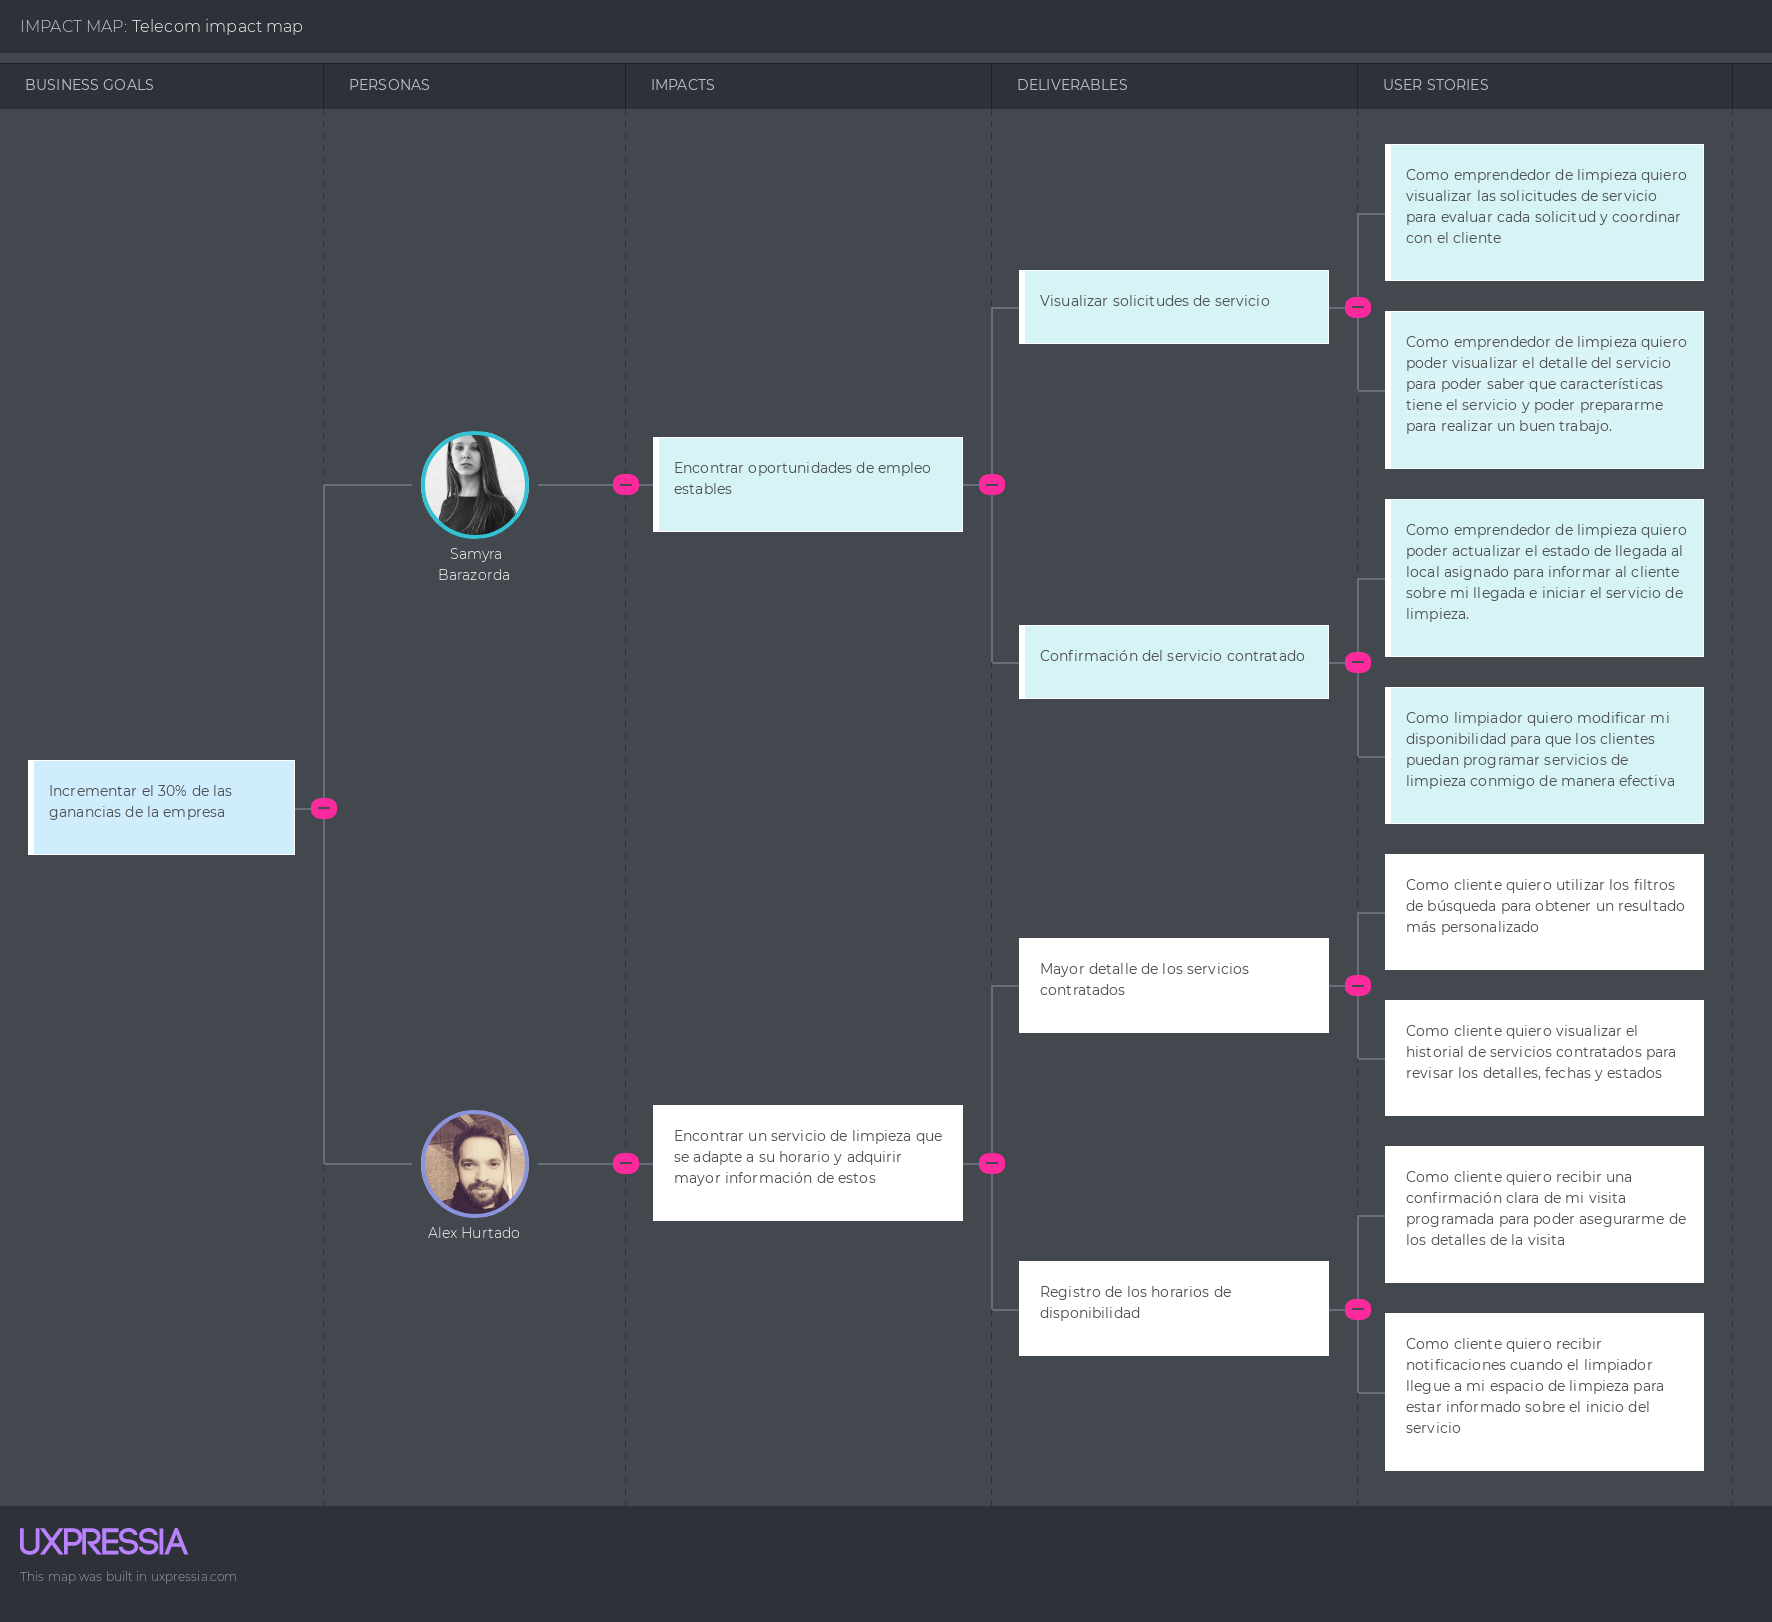 IMPACT MAP: Telecom impact map
BUSINESS GOALS
PERSONAS
IMPACTS
DELIVERABLES
USER STORIES
Incrementar el 30% de las
ganancias de la empresa
Samyra
Barazorda
Encontrar oportunidades de empleo
estables
Visualizar solicitudes de servicio
Como emprendedor de limpieza quiero
visualizar las solicitudes de servicio
para evaluar cada solicitud y coordinar
con el cliente
Como emprendedor de limpieza quiero
poder visualizar el detalle del servicio
para poder saber que características
tiene el servicio y poder prepararme
para realizar un buen trabajo.
Confirmación del servicio contratado
Como emprendedor de limpieza quiero
poder actualizar el estado de llegada al
local asignado para informar al cliente
sobre mi llegada e iniciar el servicio de
limpieza.
Como limpiador quiero modificar mi
disponibilidad para que los clientes
puedan programar servicios de
limpieza conmigo de manera efectiva
Alex Hurtado
Encontrar un servicio de limpieza que
se adapte a su horario y adquirir
mayor información de estos
Mayor detalle de los servicios
contratados
Como cliente quiero utilizar los filtros
de búsqueda para obtener un resultado
más personalizado
Como cliente quiero visualizar el
historial de servicios contratados para
revisar los detalles, fechas y estados
Registro de los horarios de
disponibilidad
Como cliente quiero recibir una
confirmación clara de mi visita
programada para poder asegurarme de
los detalles de la visita
Como cliente quiero recibir
notificaciones cuando el limpiador
llegue a mi espacio de limpieza para
estar informado sobre el inicio del
servicio
UXPRESSIA
This map was built in uxpressia.com